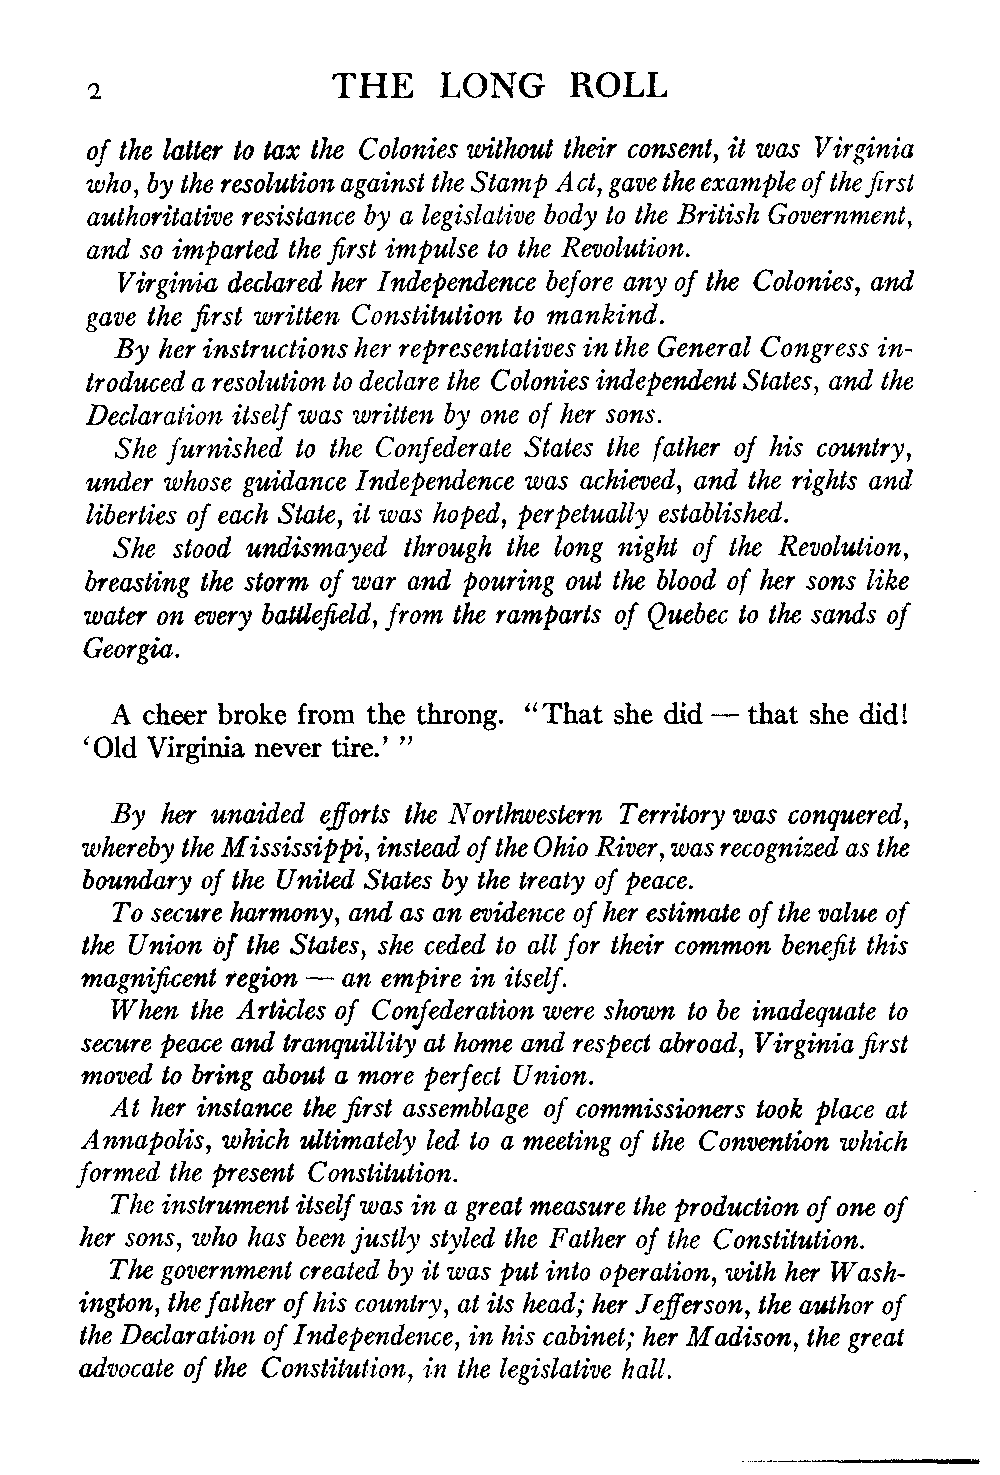 2 THE LONG ROLL
of the latter to tax the Colonies without their consent, it was Virginia
who, by the resolution against the Stamp Act, gave the example of the first
authoritative resistance by a legislative body to the British Government,
and so imparted the first impulse to the Revolution.
Virginia declared her Independence before any of the Colonies, and
gave the first written Constitution to mankind.
By her instructions her representatives in the General Congress in-
troduced a resolution to declare the Colonies independent States, and the
Declaration itself was written by one of her sons.
She furnished to the Confederate States the father of his country,
under whose guidance Independence was achieved, and the rights and
liberties of each State, it was hoped, perpetually established.
She stood undismayed through the long night of the Revolution,
breasting the storm of war and pouring out the blood of her sons like
water on every battlefield, from the ramparts of Quebec to the sands of
Georgia.
A cheer broke from the throng. "That she did — that she did!
'Old Virginia never tire.' "
By her unaided efforts the Northwestern Territory was conquered,
whereby the Mississippi, instead of the Ohio River, was recognized as the
boundary of the United States by the treaty of peace.
To secure harmony, and as an evidence of her estimate of the value of
the Union of the States, she ceded to all for their common benefit this
magnificent region — an empire in itself.
When the Articles of Confederation were shown to be inadequate to
secure peace and tranquillity at home and respect abroad, Virginia first
moved to bring about a more perfect Union.
At her instance the first assemblage of commissioners took place at
Annapolis, which ultimately led to a meeting of the Convention which
formed the present Constitution.
The instrument itself was in a great measure the production of one of
her sons, who has been justly styled the Father of the Constitution.
The government created by it was put into operation, with her Wash-
ington, the father of his country, at its head; her Jefferson, the author of
the Declaration of Independence, in his cabinet; her Madison, the great
advocate of the Constitution, in the legislative hall.